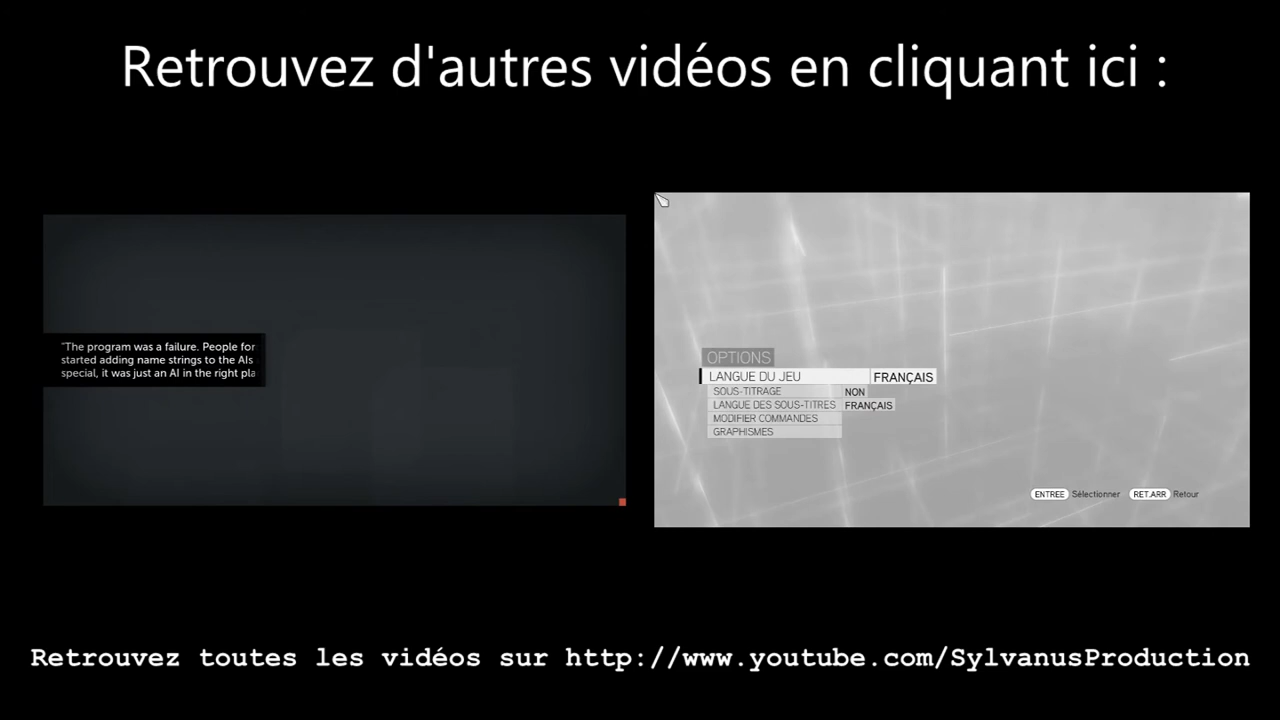 Retrouvez d'autres vidéos en cliquant ici :
"The program was a failure. People for
started adding name strings to the AIs
special, it was just an AI in the right pla
OPTIONS
LANGUE DU JEU FRANÇAIS
SOUS-TITRAGE NON
LANGUE DES SOUS-TITRES FRANÇAIS
MODIFIER COMMANDES
GRAPHISMES
ENTREE Sélectionner RET.ARR Retour
Retrouvez toutes les vidéos sur http://www.youtube.com/SylvanusProduction